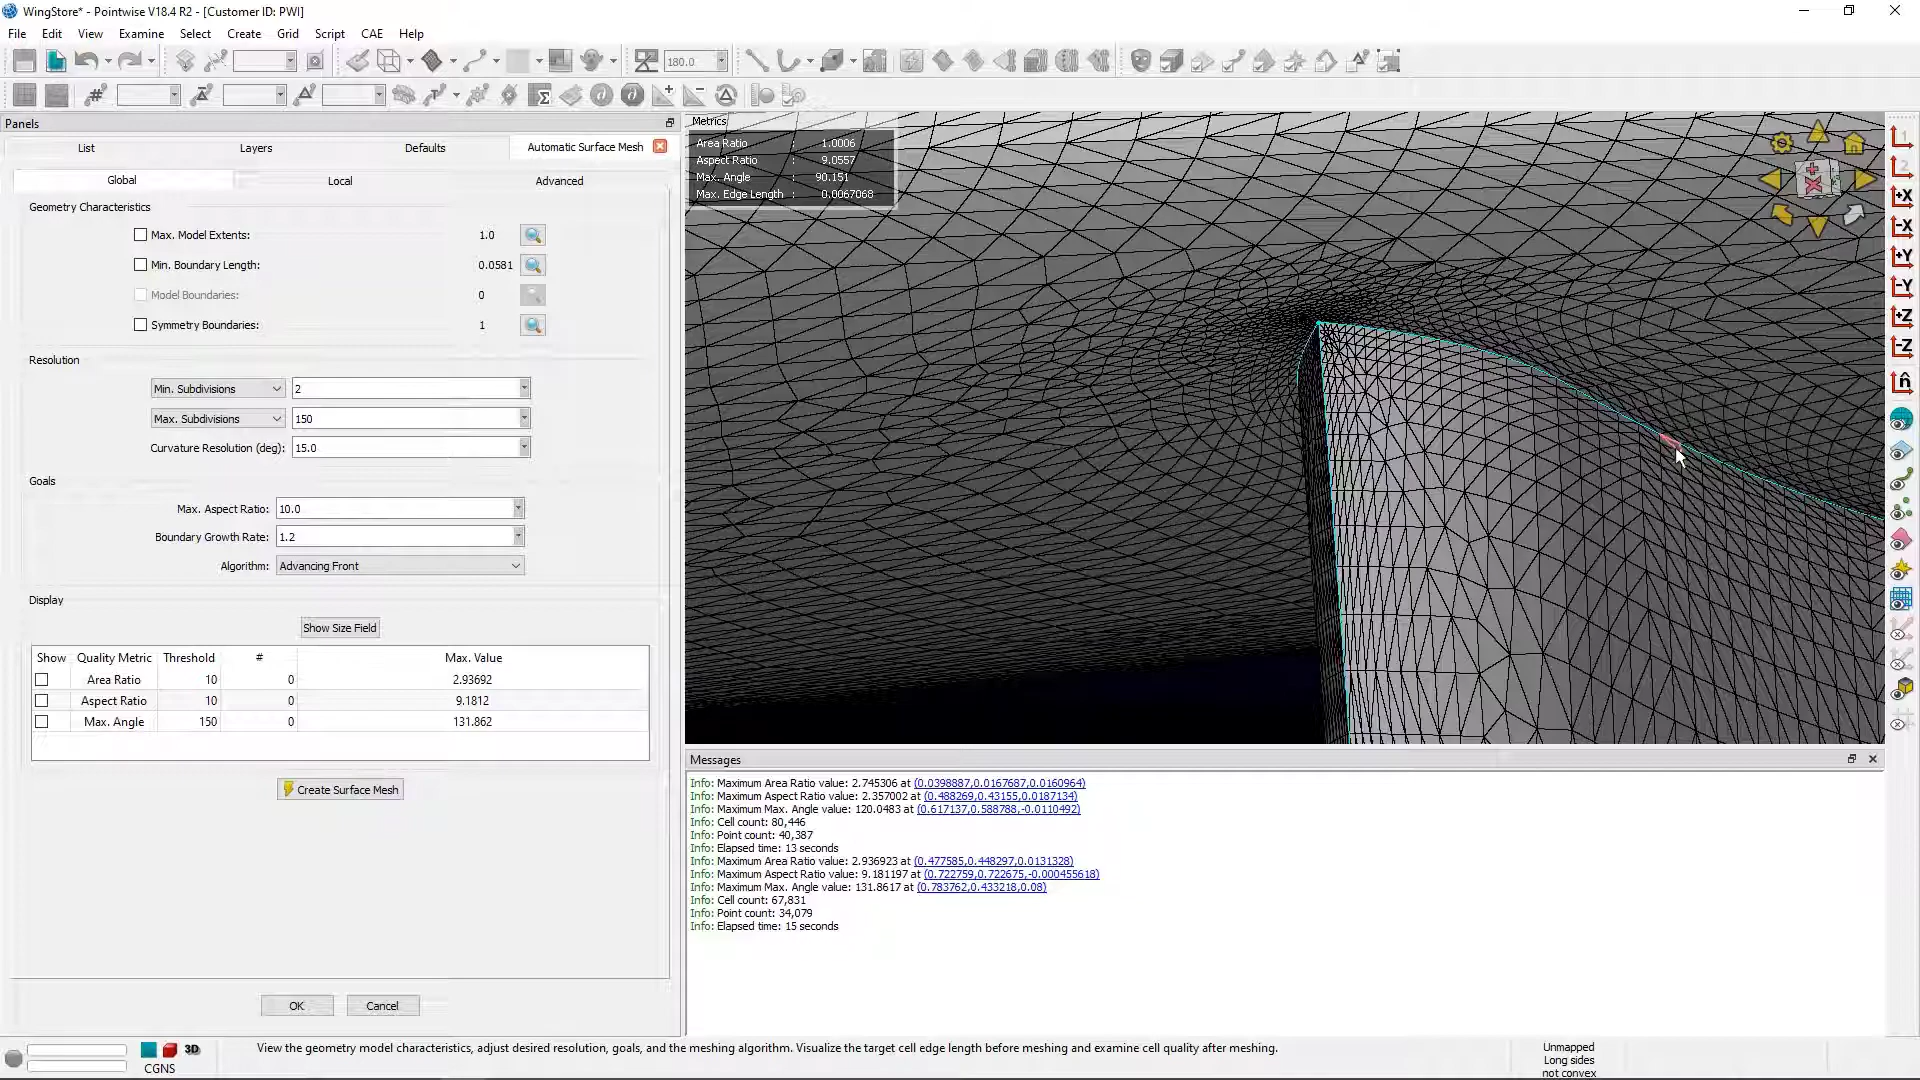 WingStore* - Pointwise V18.4 R2 - [Customer ID: PWI]
File Edit View Examine Select Create Grid Script CAE Help
180.0
Panels
List Layers Defaults Automatic Surface Mesh
Global Local Advanced
Geometry Characteristics
Max. Model Extents: 1.0
Min. Boundary Length: 0.0581
Model Boundaries: 0
Symmetry Boundaries: 1
Resolution
Min. Subdivisions 2
Max. Subdivisions 150
Curvature Resolution (deg): 15.0
Goals
Max. Aspect Ratio: 10.0
Boundary Growth Rate: 1.2
Algorithm: Advancing Front
Display
Show Size Field
Show Quality Metric Threshold # Max. Value
Area Ratio 10 0 2.93692
Aspect Ratio 10 0 9.1812
Max. Angle 150 0 131.862
Create Surface Mesh
OK Cancel
Metrics
Area Ratio : 1.0006
Aspect Ratio : 9.0557
Max. Angle : 90.151
Max. Edge Length : 0.0067068
1
2
+X
-X
+Y
-Y
+Z
-Z
n̂
Messages
Info: Maximum Area Ratio value: 2.745306 at (0.0398887,0.0167687,0.0160964)
Info: Maximum Aspect Ratio value: 2.357002 at (0.488269,0.43155,0.0187134)
Info: Maximum Max. Angle value: 120.0483 at (0.617137,0.588788,-0.0110492)
Info: Cell count: 80,446
Info: Point count: 40,387
Info: Elapsed time: 13 seconds
Info: Maximum Area Ratio value: 2.936923 at (0.477585,0.448297,0.0131328)
Info: Maximum Aspect Ratio value: 9.181197 at (0.722759,0.722675,-0.000455618)
Info: Maximum Max. Angle value: 131.8617 at (0.783762,0.433218,0.08)
Info: Cell count: 67,831
Info: Point count: 34,079
Info: Elapsed time: 15 seconds
3D
CGNS
View the geometry model characteristics, adjust desired resolution, goals, and the meshing algorithm. Visualize the target cell edge length before meshing and examine cell quality after meshing.
Unmapped
Long sides
not convex